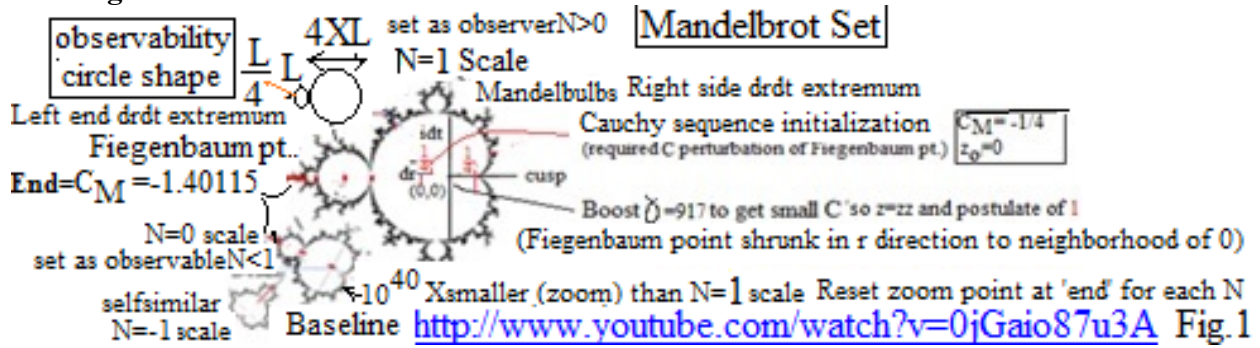 observability
circle shape
L
4
L
4XL
set as observerN>0
Mandelbrot Set
N=1 Scale
Mandelbulbs
Right side drdt extremum
Left end drdt extremum
Fiegenbaum pt..
End=CM =-1.40115
idt
dr
(0,0)
cusp
Cauchy sequence initialization
(required C perturbation of Fiegenbaum pt.)
CM= -1/4
zo=0
Boost =917 to get small C so z=zz and postulate of 1
(Fiegenbaum point shrunk in r direction to neighborhood of 0)
N=0 scale
set as observableN<1
selfsimilar
N=-1 scale
10^40 Xsmaller (zoom) than N=1 scale Reset zoom point at 'end' for each N
Baseline http://www.youtube.com/watch?v=0jGaio87u3A Fig.1